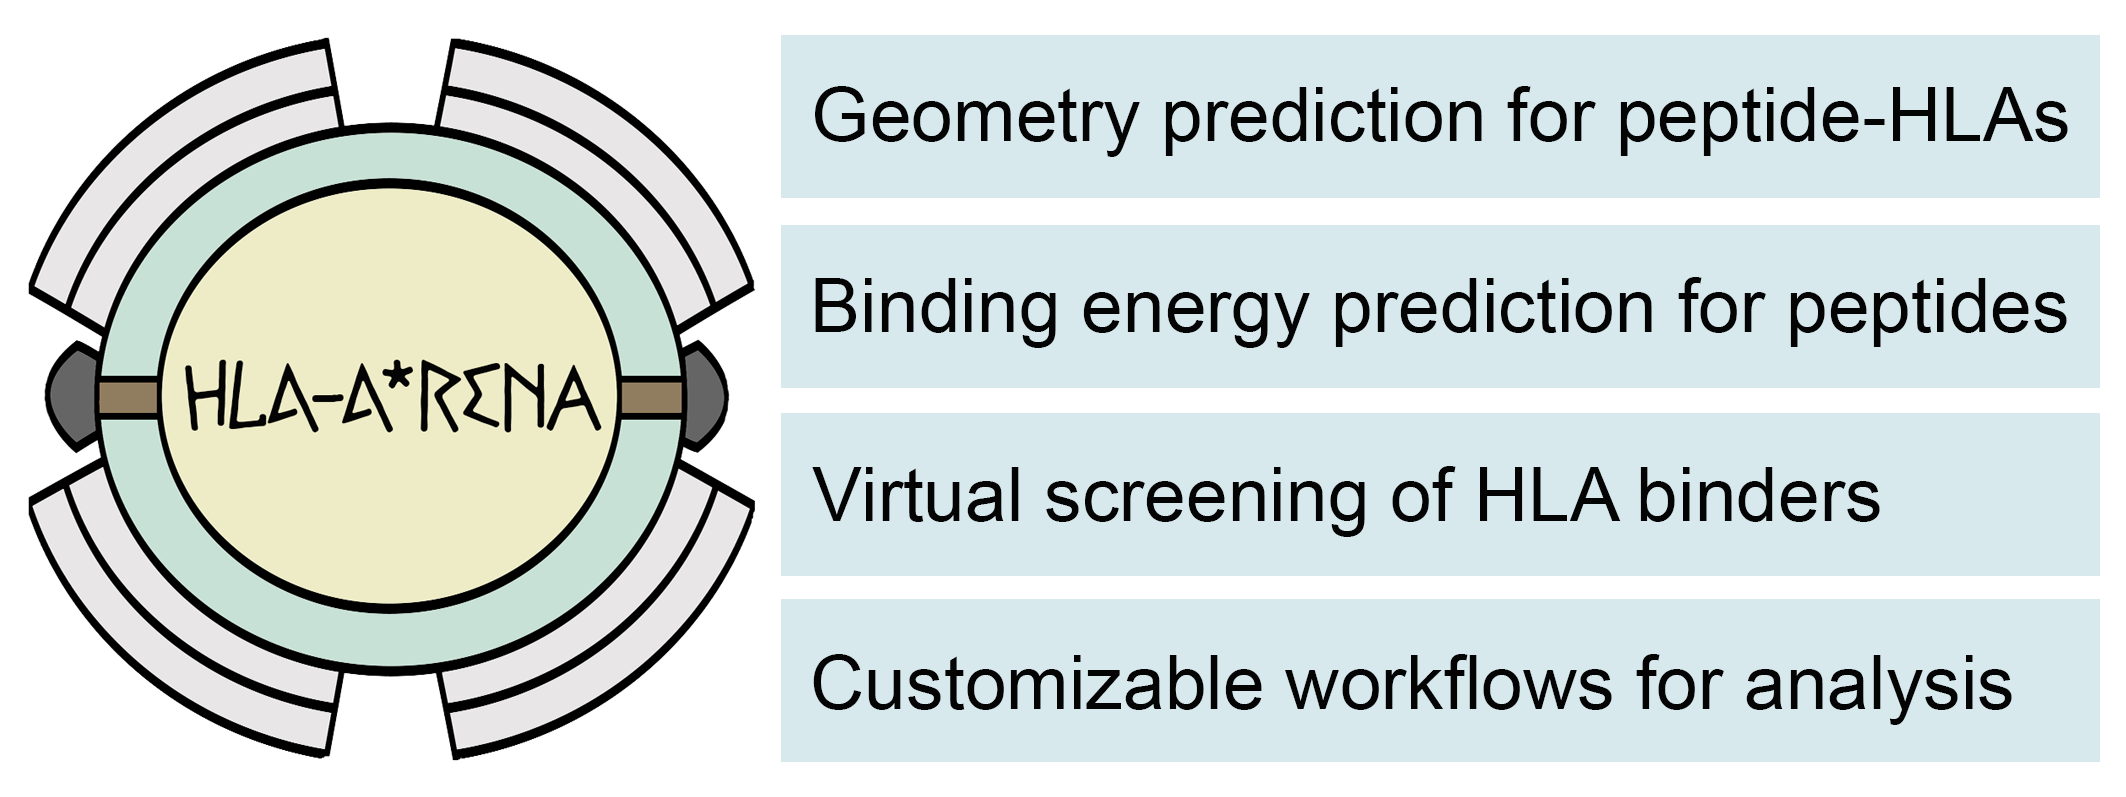 HLA-A*RENA
Geometry prediction for peptide-HLAs
Binding energy prediction for peptides
Virtual screening of HLA binders
Customizable workflows for analysis